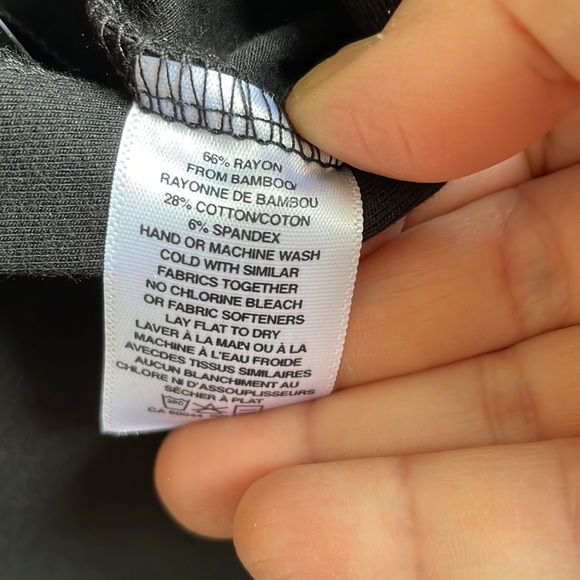 66% RAYON
FROM BAMBOO/
RAYONNE DE BAMBOU
28% COTTON/COTON
6% SPANDEX
HAND OR MACHINE WASH
COLD WITH SIMILAR
FABRICS TOGETHER
NO CHLORINE BLEACH
OR FABRIC SOFTENERS
LAY FLAT TO DRY
LAVER À LA MAIN OU À LA
MACHINE À L'EAU FROIDE
AVECDES TISSUS SIMILAIRES
AUCUN BLANCHIMENT AU
CHLORE NI D'ASSOUPLISSEURS
SÉCHER À PLAT
30C
CA